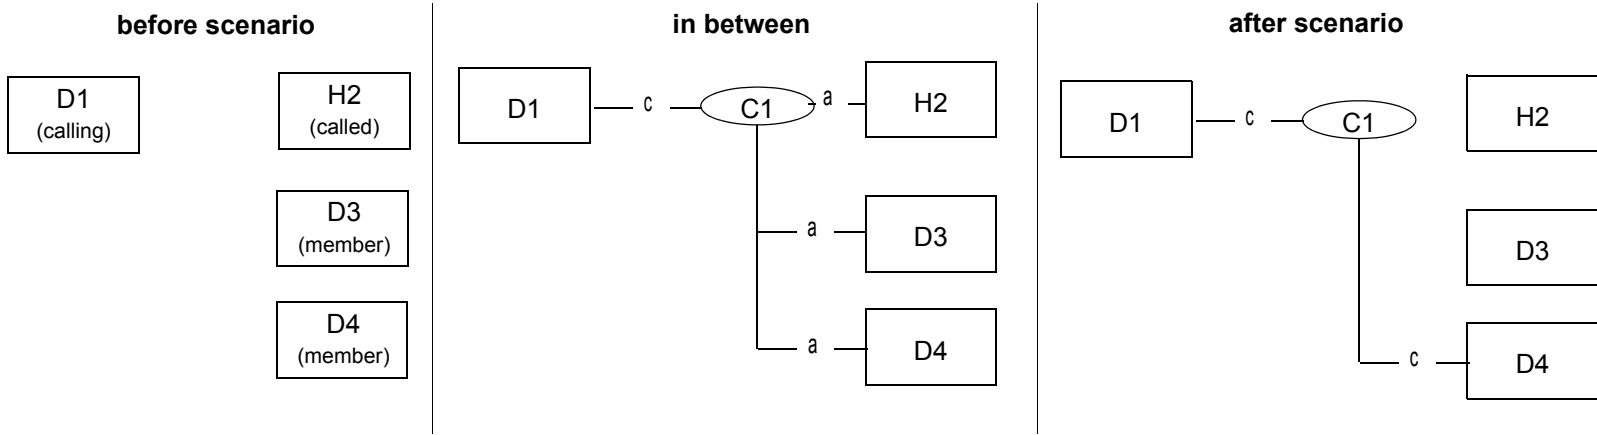 before scenario
D1
(calling)
H2
(called)
D3
(member)
D4
(member)
in between
D1
c
C1
a
H2
a
D3
a
D4
after scenario
D1
c
C1
H2
D3
c
D4